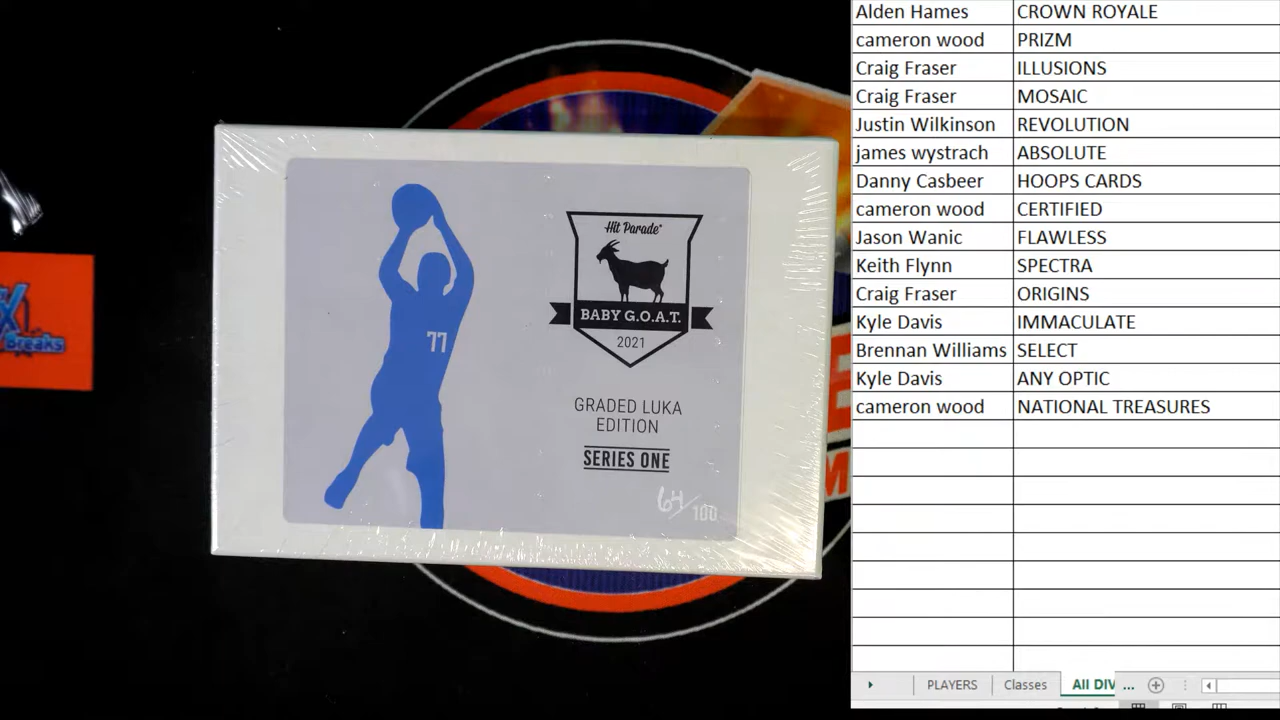 X
Breaks
77
Hit Parade
BABY G.O.A.T.
2021
GRADED LUKA
EDITION
SERIES ONE
64/100
E
M
Alden Hames CROWN ROYALE
cameron wood PRIZM
Craig Fraser ILLUSIONS
Craig Fraser MOSAIC
Justin Wilkinson REVOLUTION
james wystrach ABSOLUTE
Danny Casbeer HOOPS CARDS
cameron wood CERTIFIED
Jason Wanic FLAWLESS
Keith Flynn SPECTRA
Craig Fraser ORIGINS
Kyle Davis IMMACULATE
Brennan Williams SELECT
Kyle Davis ANY OPTIC
cameron wood NATIONAL TREASURES
PLAYERS Classes All DIV ...